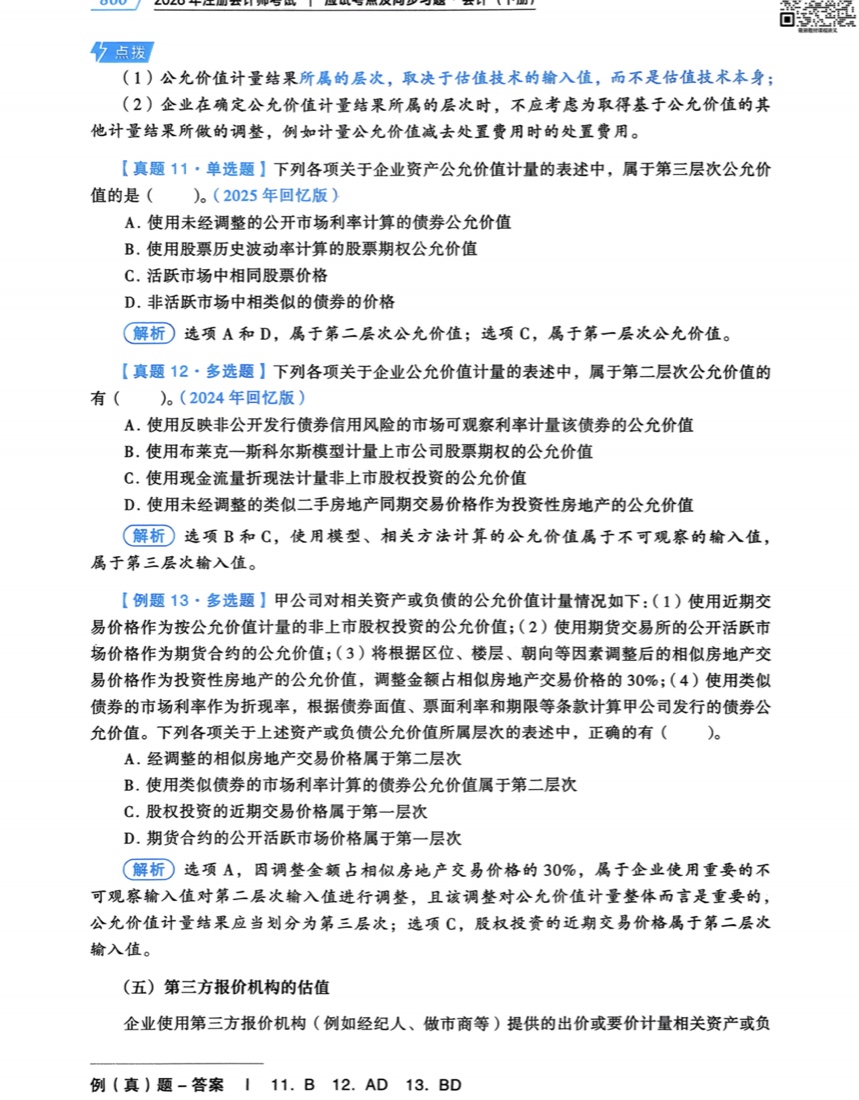 800 2026年注册会计师考试 | 应试考点及同步习题·会计(下册)
点拨
(1)公允价值计量结果所属的层次,取决于估值技术的输入值,而不是估值技术本身;
(2)企业在确定公允价值计量结果所属的层次时,不应考虑为取得基于公允价值的其
他计量结果所做的调整,例如计量公允价值减去处置费用时的处置费用。
【真题 11·单选题】下列各项关于企业资产公允价值计量的表述中,属于第三层次公允价
值的是( )。(2025年回忆版)
A. 使用未经调整的公开市场利率计算的债券公允价值
B. 使用股票历史波动率计算的股票期权公允价值
C. 活跃市场中相同股票价格
D. 非活跃市场中相类似的债券的价格
解析 选项A和D,属于第二层次公允价值;选项C,属于第一层次公允价值。
【真题 12·多选题】下列各项关于企业公允价值计量的表述中,属于第二层次公允价值的
有( )。(2024年回忆版)
A. 使用反映非公开发行债券信用风险的市场可观察利率计量该债券的公允价值
B. 使用布莱克—斯科尔斯模型计量上市公司股票期权的公允价值
C. 使用现金流量折现法计量非上市股权投资的公允价值
D. 使用未经调整的类似二手房地产同期交易价格作为投资性房地产的公允价值
解析 选项B和C,使用模型、相关方法计算的公允价值属于不可观察的输入值,
属于第三层次输入值。
【例题 13·多选题】甲公司对相关资产或负债的公允价值计量情况如下:(1)使用近期交
易价格作为按公允价值计量的非上市股权投资的公允价值;(2)使用期货交易所的公开活跃市
场价格作为期货合约的公允价值;(3)将根据区位、楼层、朝向等因素调整后的相似房地产交
易价格作为投资性房地产的公允价值,调整金额占相似房地产交易价格的30%;(4)使用类似
债券的市场利率作为折现率,根据债券面值、票面利率和期限等条款计算甲公司发行的债券公
允价值。下列各项关于上述资产或负债公允价值所属层次的表述中,正确的有( )。
A. 经调整的相似房地产交易价格属于第二层次
B. 使用类似债券的市场利率计算的债券公允价值属于第二层次
C. 股权投资的近期交易价格属于第一层次
D. 期货合约的公开活跃市场价格属于第一层次
解析 选项A,因调整金额占相似房地产交易价格的30%,属于企业使用重要的不
可观察输入值对第二层次输入值进行调整,且该调整对公允价值计量整体而言是重要的,
公允价值计量结果应当划分为第三层次;选项C,股权投资的近期交易价格属于第二层次
输入值。
(五)第三方报价机构的估值
企业使用第三方报价机构(例如经纪人、做市商等)提供的出价或要价计量相关资产或负
例(真)题–答案 | 11. B 12. AD 13. BD